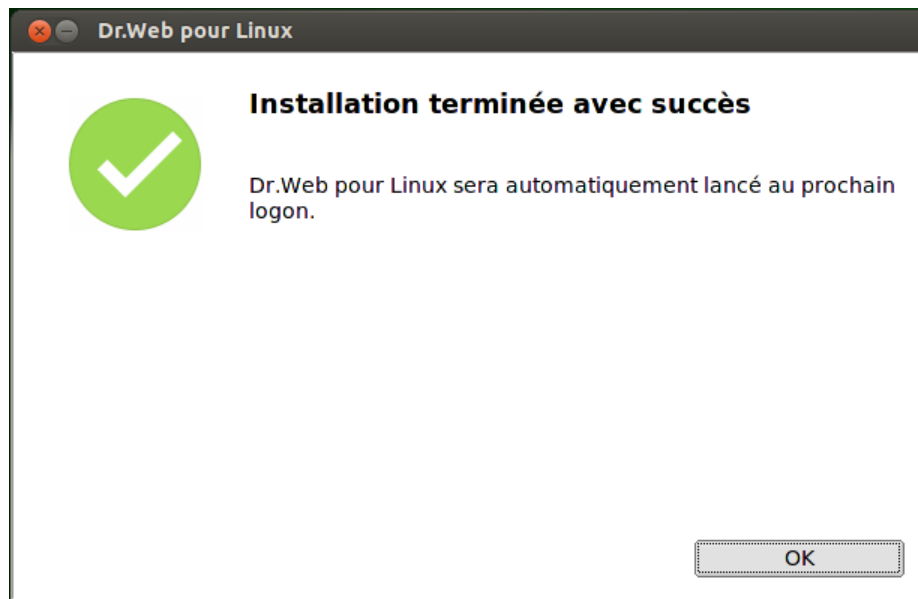 Dr.Web pour Linux
Installation terminée avec succès
Dr.Web pour Linux sera automatiquement lancé au prochain
logon.
OK